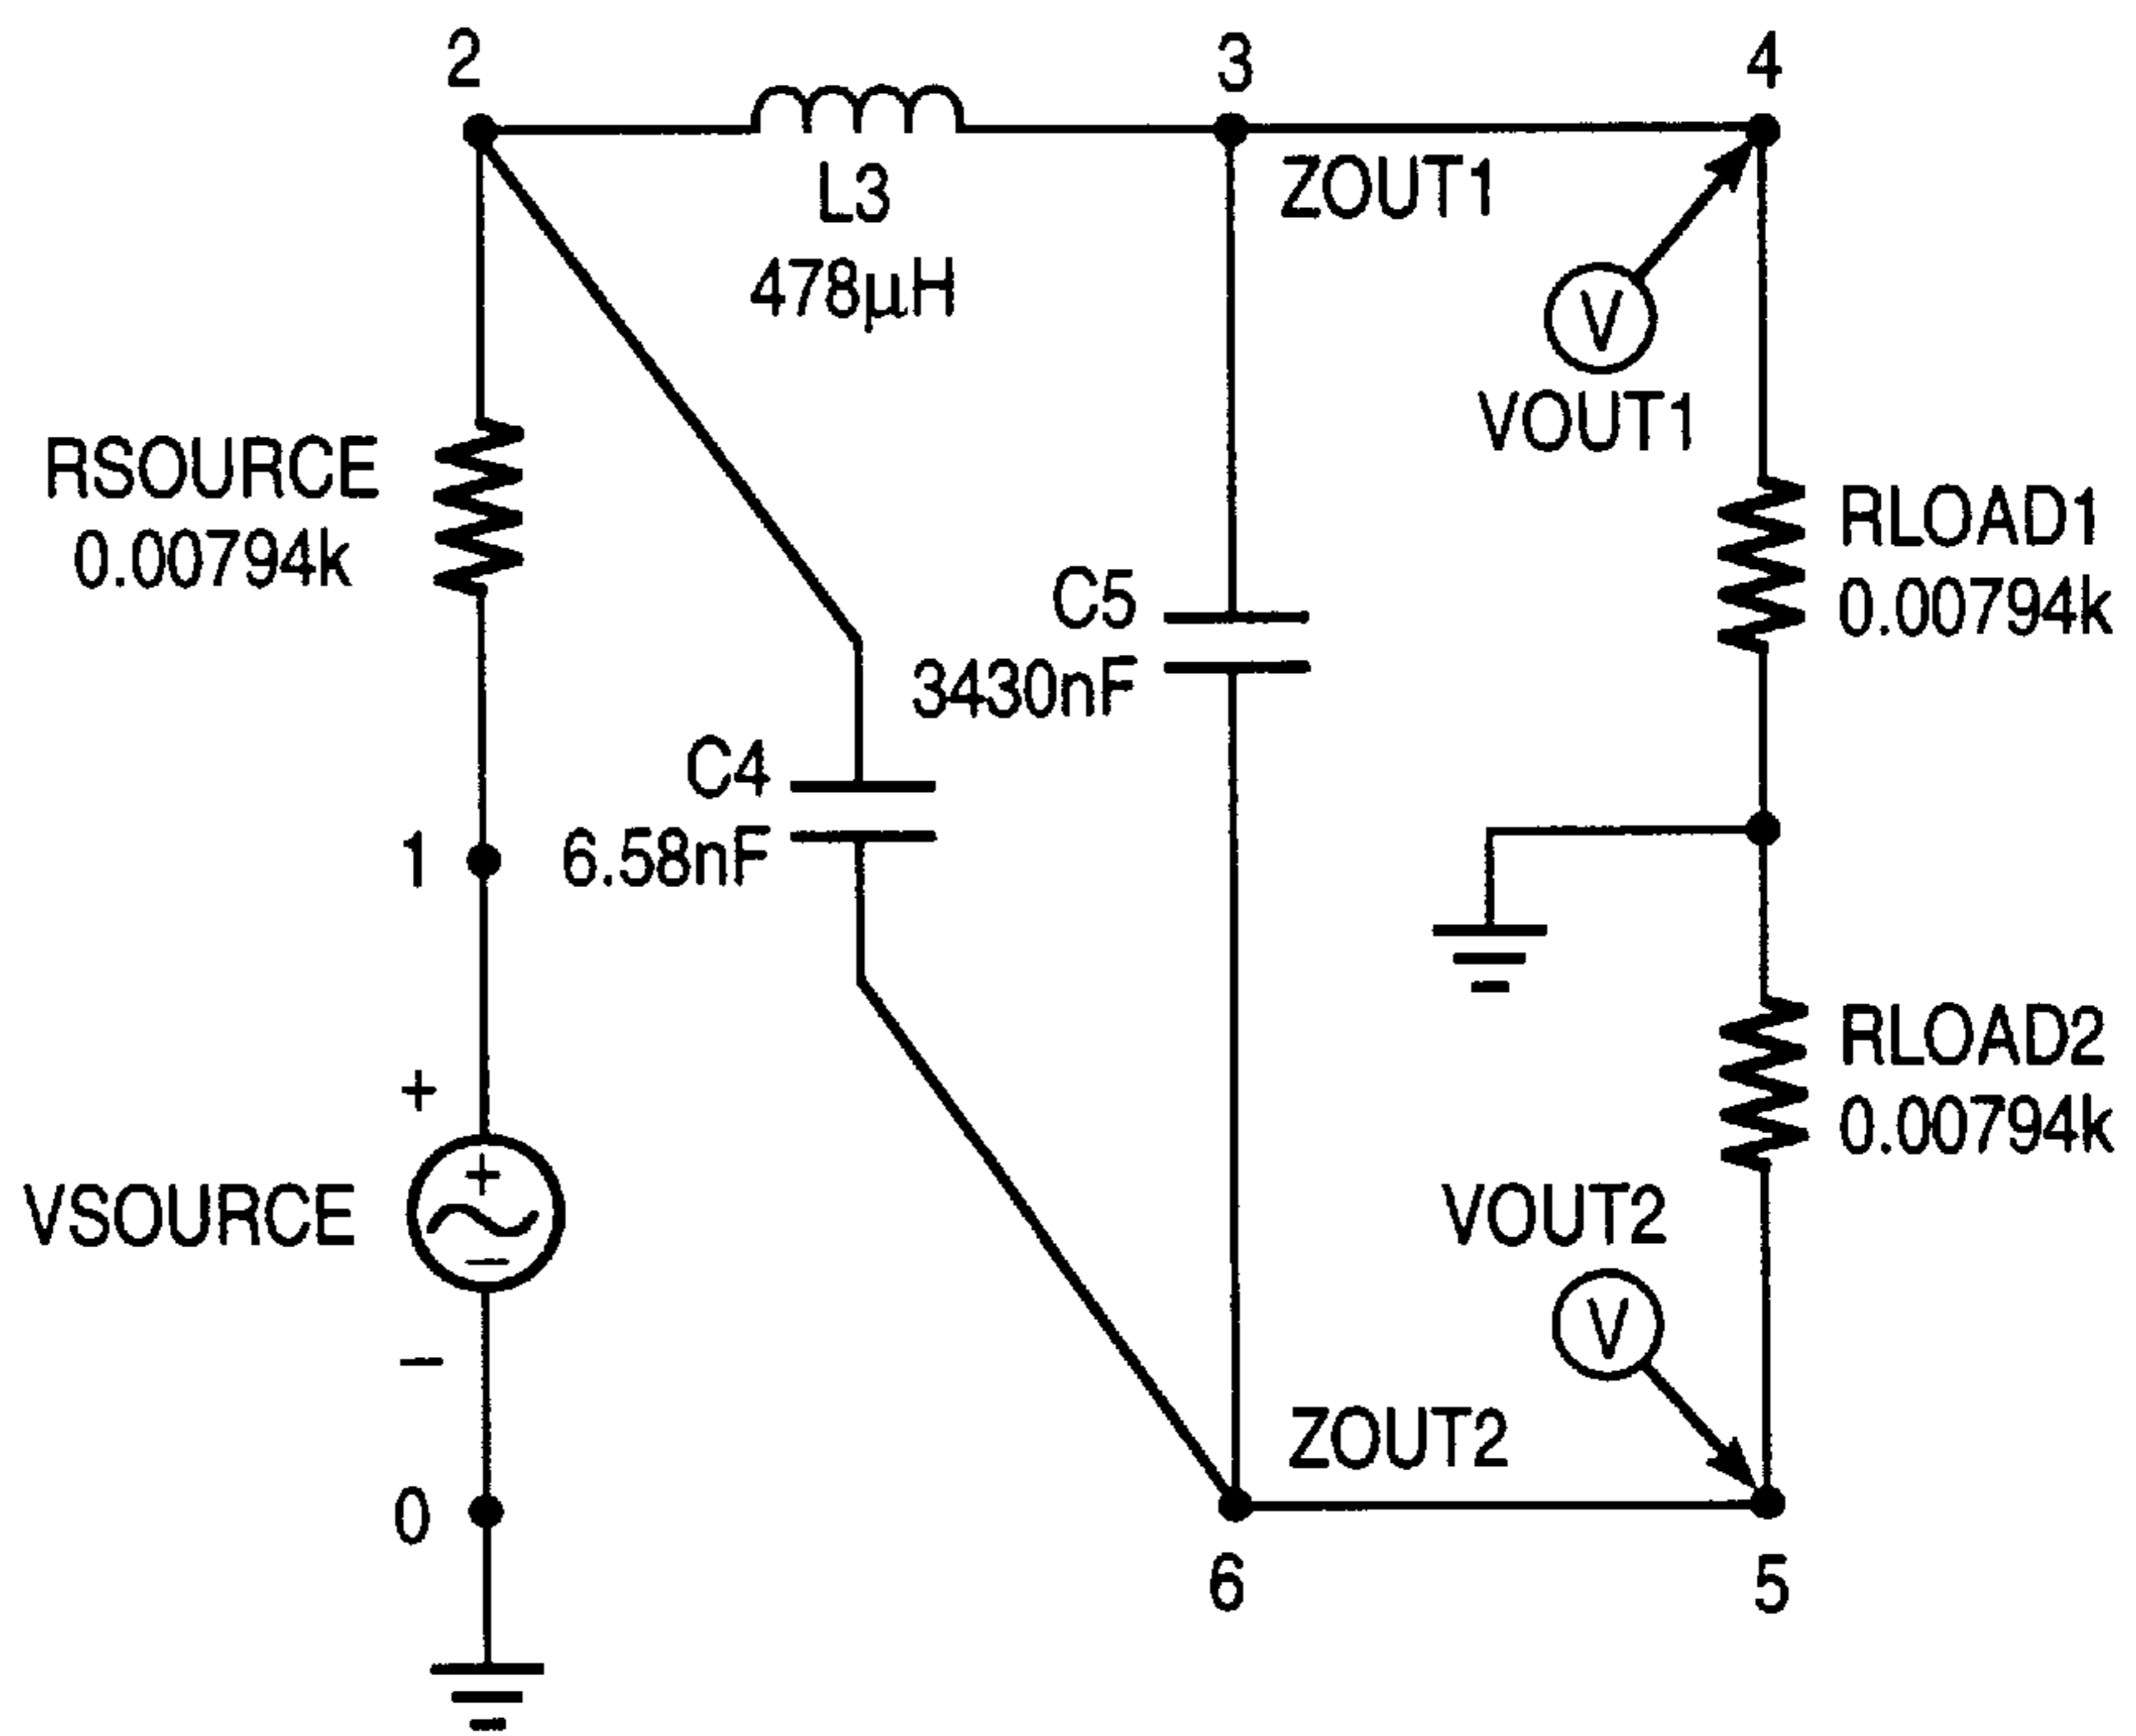 2
3
4
L3
478µH
ZOUT1
V
VOUT1
RSOURCE
0.00794k
RLOAD1
0.00794k
C5
3430nF
C4
6.58nF
1
RLOAD2
0.00794k
+
+
VSOURCE
−
−
VOUT2
V
ZOUT2
0
6
5